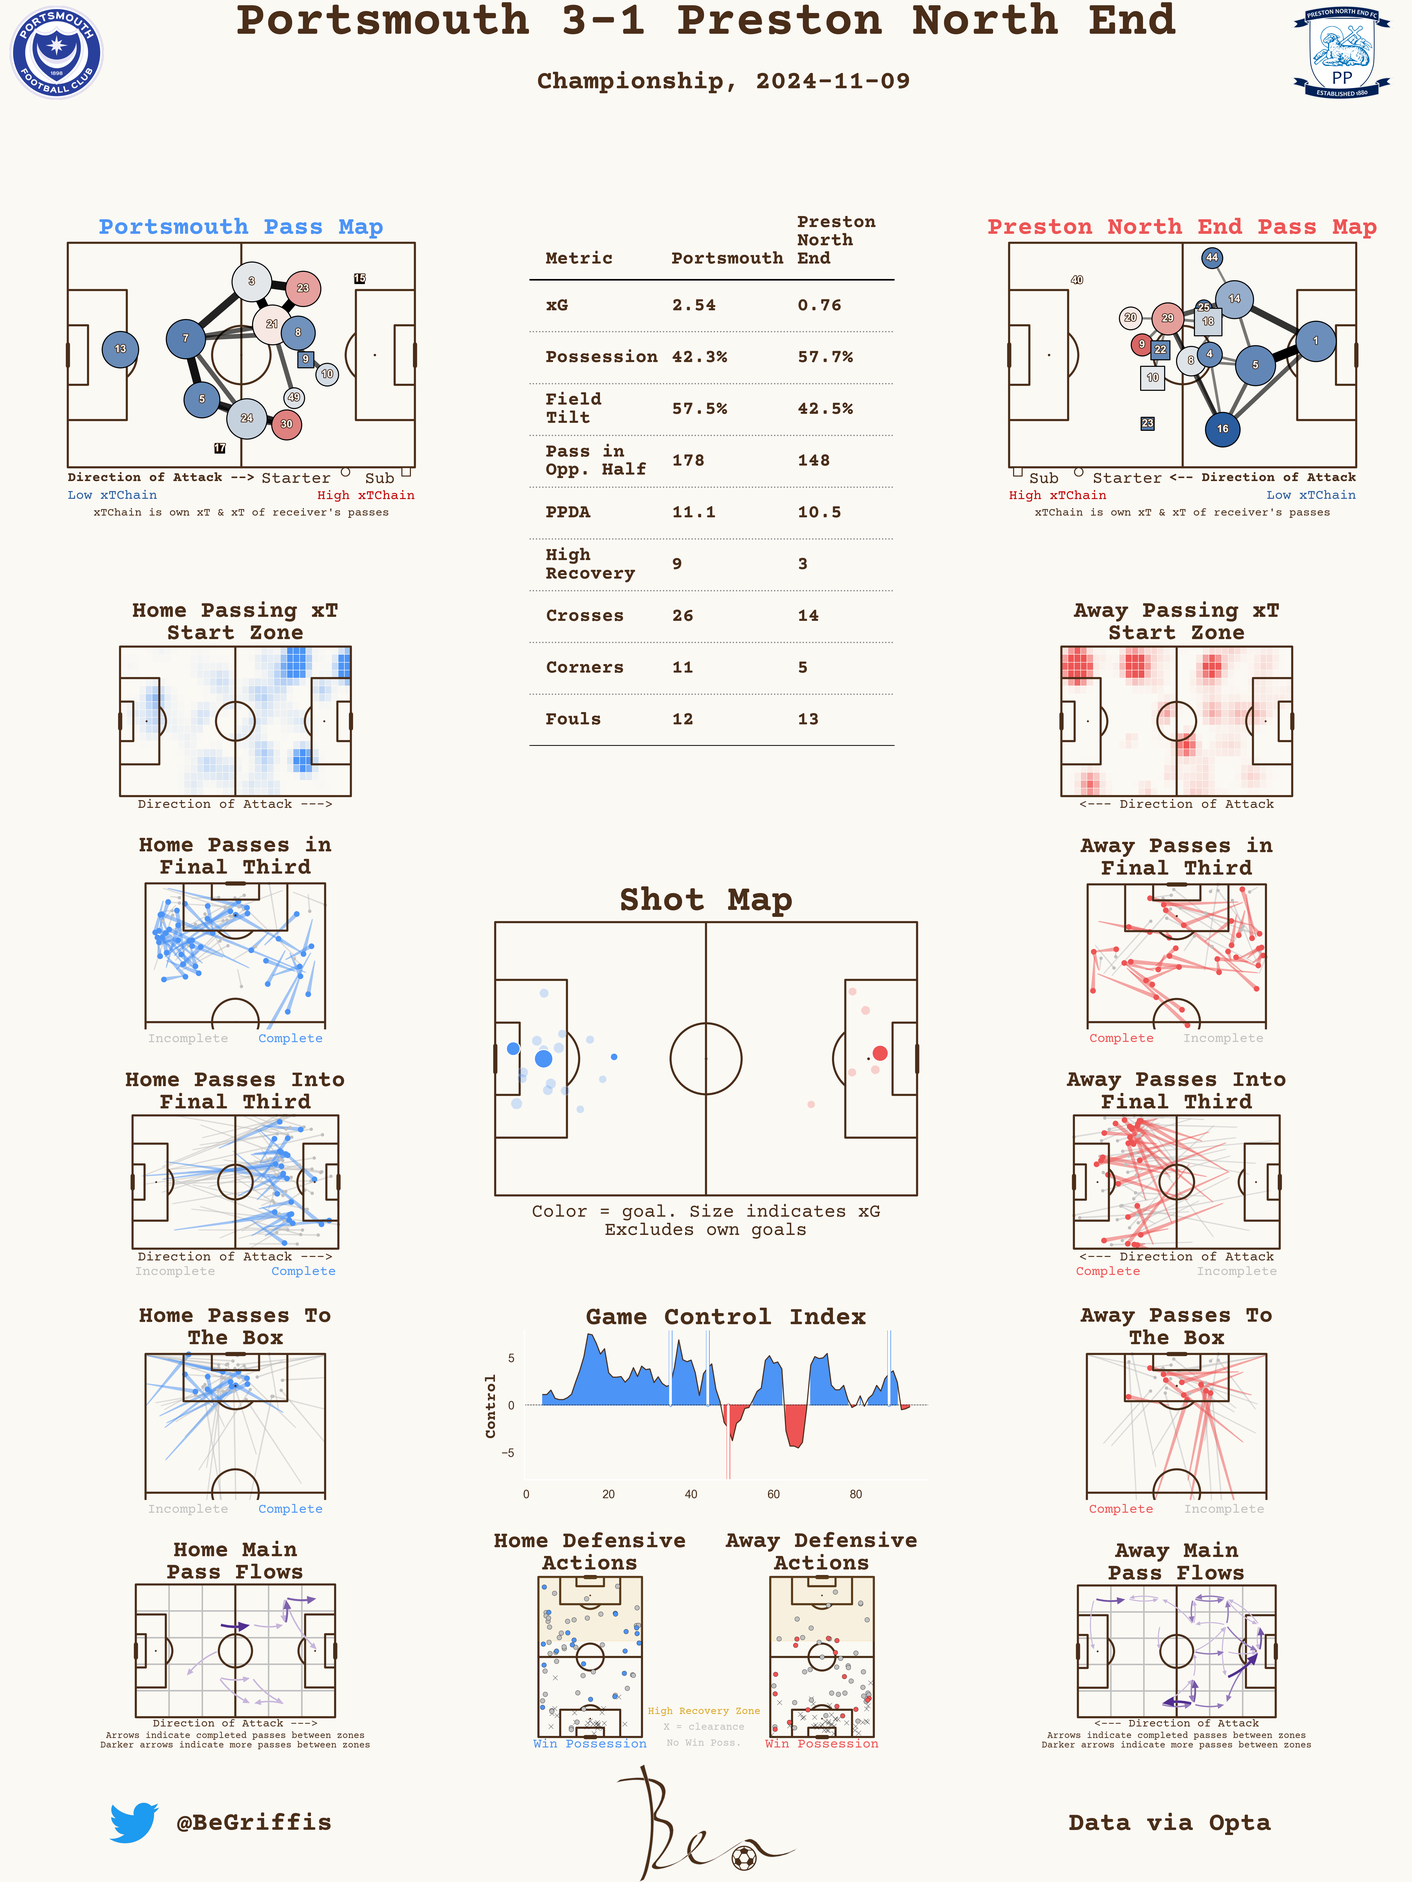 Portsmouth 3-1 Preston North End
Championship, 2024-11-09
PORTSMOUTH
1898
FOOTBALL CLUB
PRESTON NORTH END FC
PP
ESTABLISHED 1880
Portsmouth Pass Map
13
7
5
3
23
21
8
9
10
49
24
30
15
17
Direction of Attack --> Starter Sub
Low xTChain High xTChain
xTChain is own xT & xT of receiver's passes
Metric Portsmouth Preston North End
xG 2.54 0.76
Possession 42.3% 57.7%
Field Tilt 57.5% 42.5%
Pass in Opp. Half 178 148
PPDA 11.1 10.5
High Recovery 9 3
Crosses 26 14
Corners 11 5
Fouls 12 13
Preston North End Pass Map
44
40
14
25
20
29
18
9
22
8
4
1
5
10
23
16
Sub Starter <-- Direction of Attack
High xTChain Low xTChain
xTChain is own xT & xT of receiver's passes
Home Passing xT
Start Zone
Direction of Attack --->
Away Passing xT
Start Zone
<--- Direction of Attack
Home Passes in
Final Third
Incomplete Complete
Away Passes in
Final Third
Complete Incomplete
Shot Map
Color = goal. Size indicates xG
Excludes own goals
Home Passes Into
Final Third
Direction of Attack --->
Incomplete Complete
Away Passes Into
Final Third
<--- Direction of Attack
Complete Incomplete
Home Passes To
The Box
Incomplete Complete
Game Control Index
Control
5
0
−5
0 20 40 60 80
Away Passes To
The Box
Complete Incomplete
Home Main
Pass Flows
Direction of Attack --->
Arrows indicate completed passes between zones
Darker arrows indicate more passes between zones
Home Defensive
Actions
Win Possession
High Recovery Zone
X = clearance
No Win Poss.
Away Defensive
Actions
Win Possession
Away Main
Pass Flows
<--- Direction of Attack
Arrows indicate completed passes between zones
Darker arrows indicate more passes between zones
@BeGriffis
Ben
Data via Opta